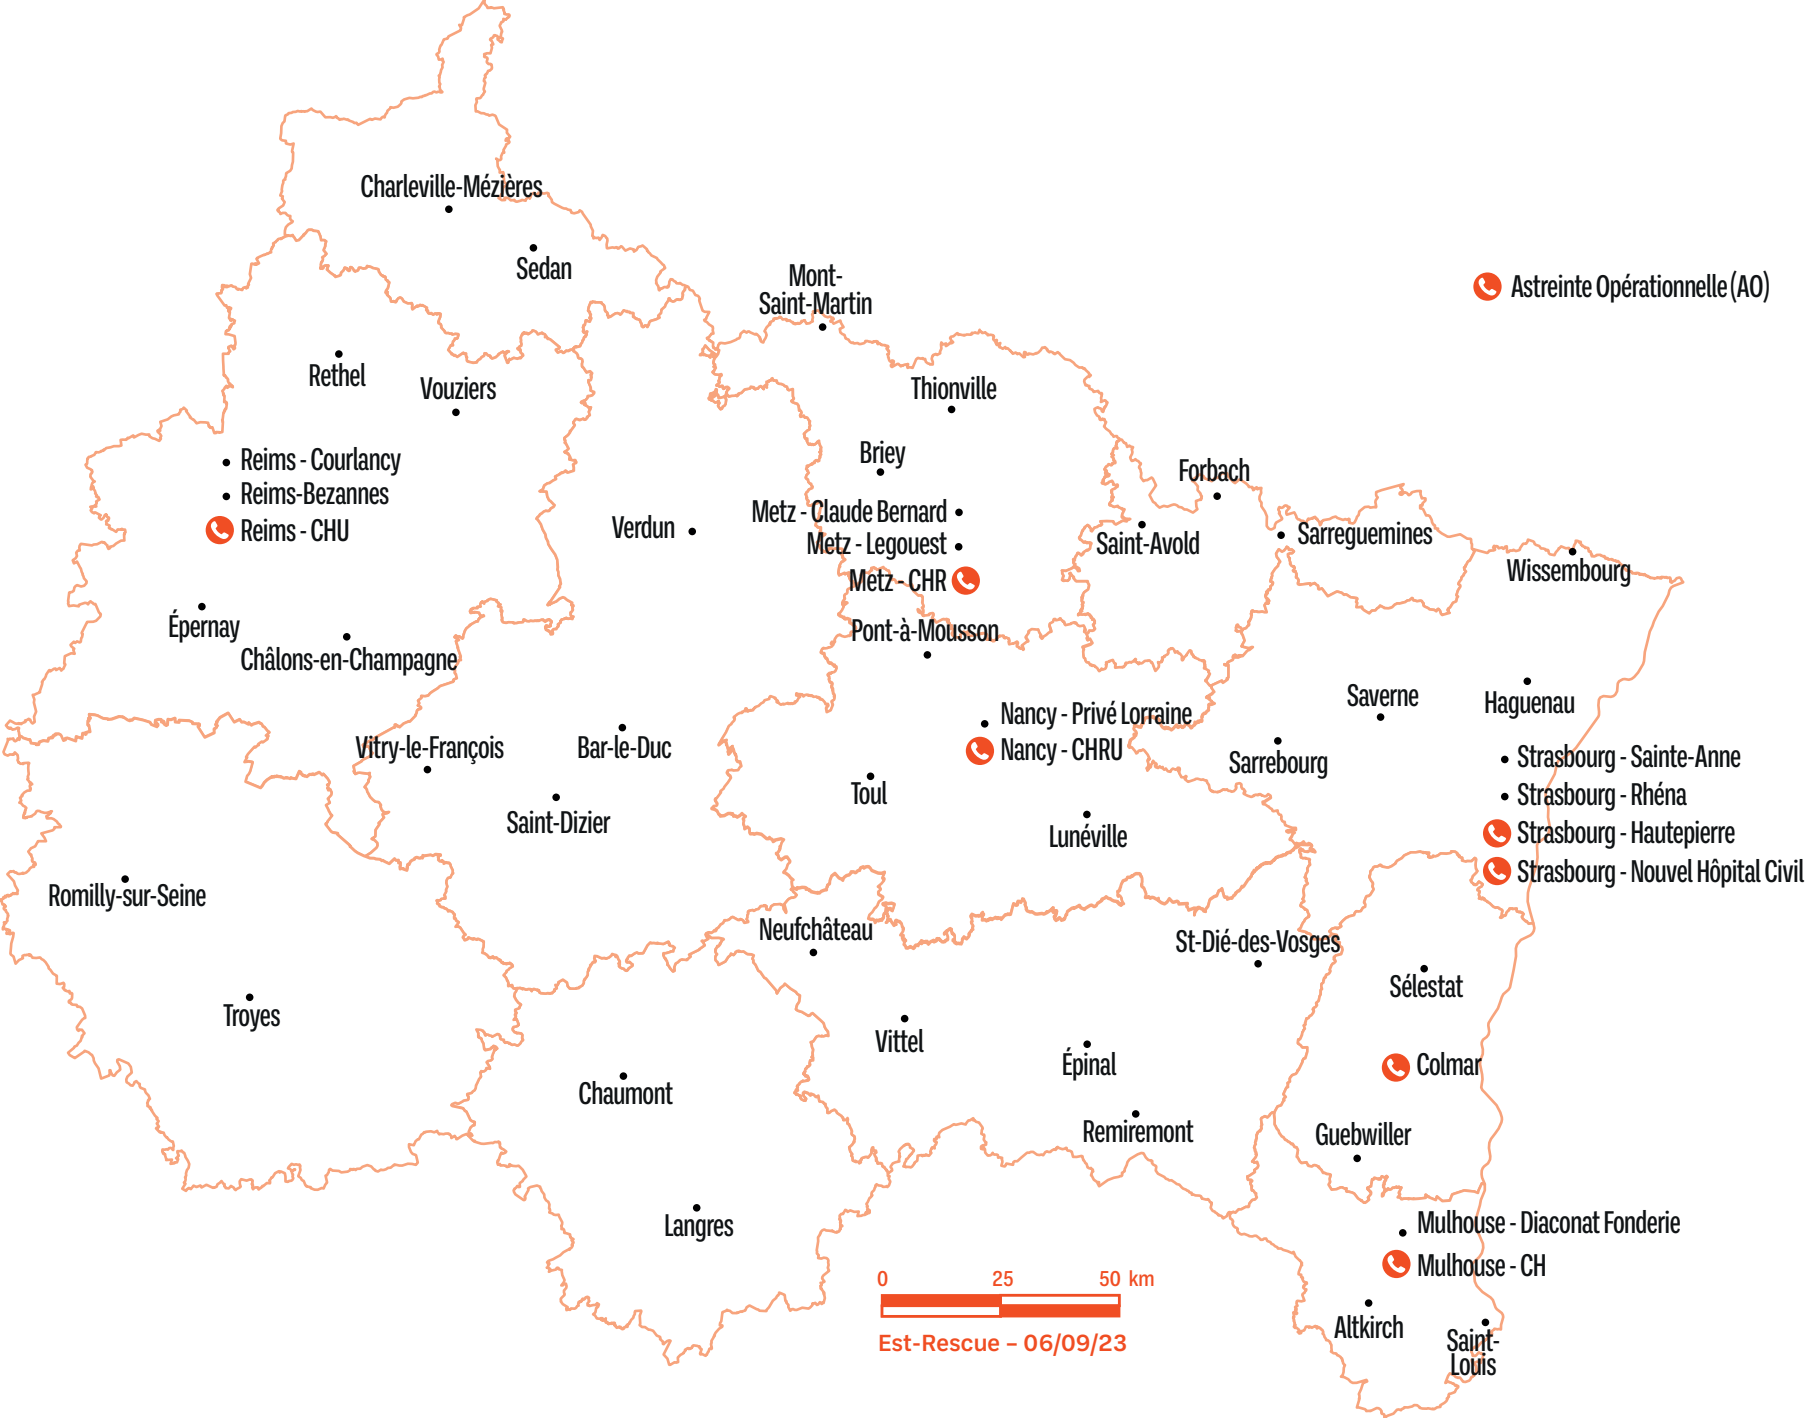 Charleville-Mézières
Sedan
Mont-
Saint-Martin
Astreinte Opérationnelle (AO)
Rethel
Vouziers
Thionville
Briey
Forbach
Reims - Courlancy
Reims-Bezannes
Reims - CHU
Verdun
Metz - Claude Bernard
Metz - Legouest
Metz - CHR
Saint-Avold
Sarreguemines
Wissembourg
Épernay
Châlons-en-Champagne
Pont-à-Mousson
Saverne
Haguenau
Nancy - Privé Lorraine
Nancy - CHRU
Vitry-le-François
Bar-le-Duc
Sarrebourg
Strasbourg - Sainte-Anne
Strasbourg - Rhéna
Strasbourg - Hautepierre
Strasbourg - Nouvel Hôpital Civil
Toul
Saint-Dizier
Lunéville
Romilly-sur-Seine
Neufchâteau
St-Dié-des-Vosges
Sélestat
Troyes
Vittel
Épinal
Colmar
Chaumont
Remiremont
Guebwiller
Langres
Mulhouse - Diaconat Fonderie
Mulhouse - CH
0 25 50 km
Est-Rescue – 06/09/23
Altkirch
Saint-
Louis